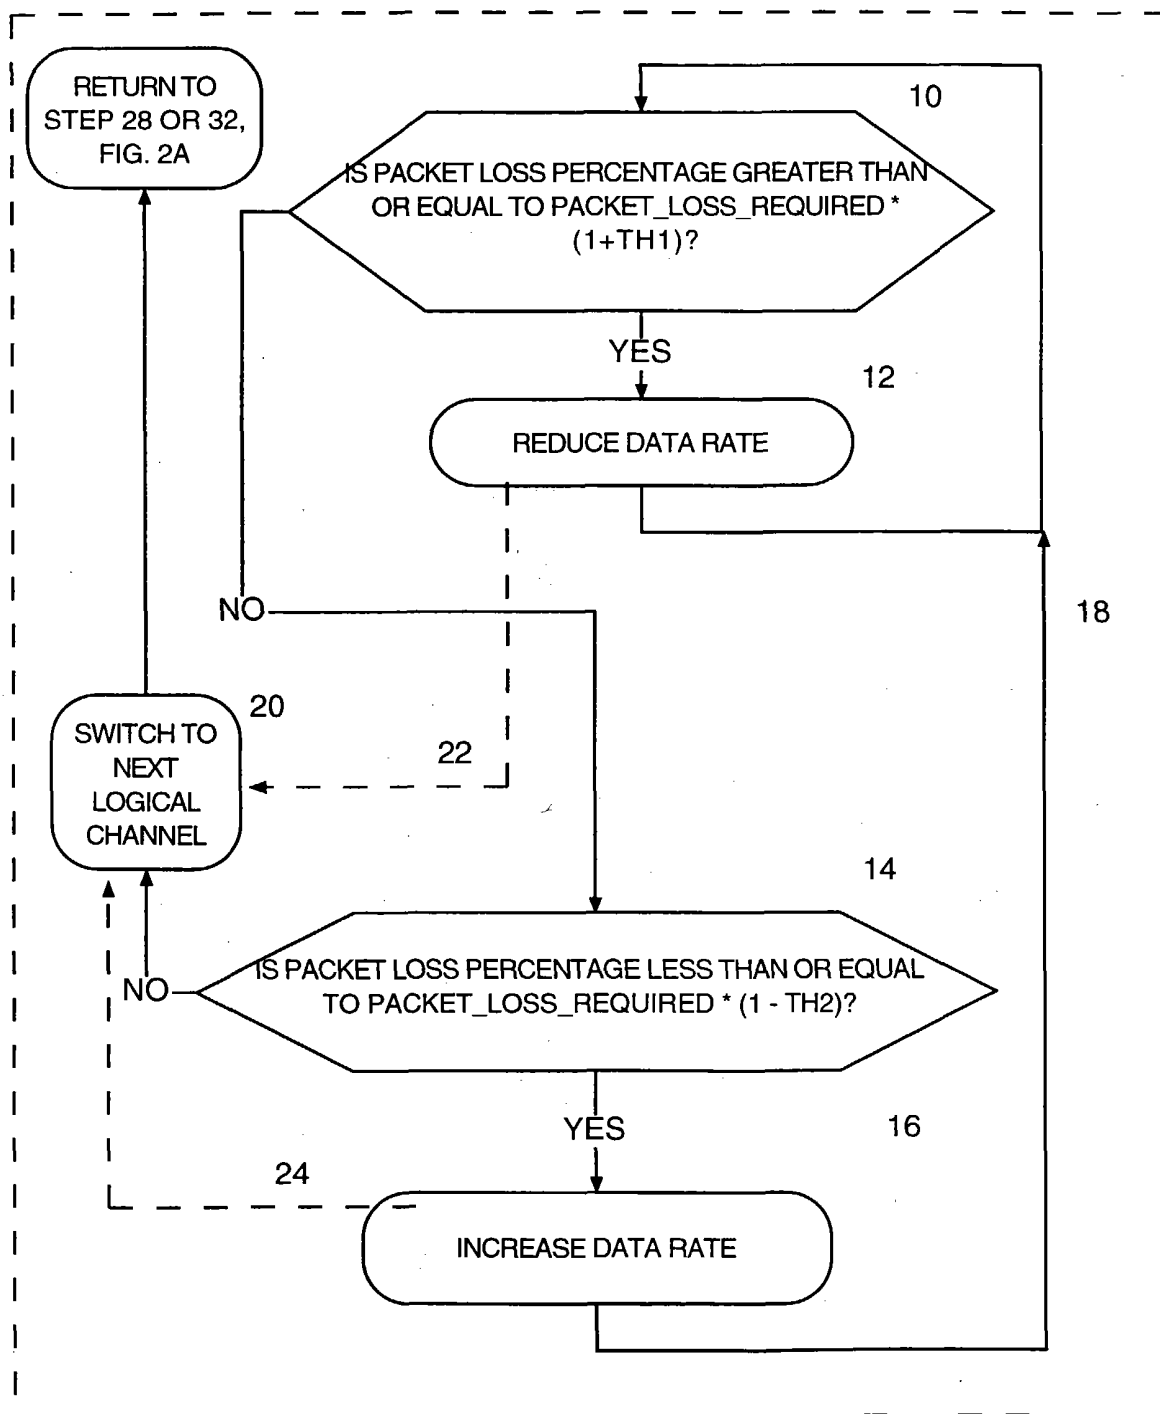 RETURN TO
STEP 28 OR 32,
FIG. 2A
10
IS PACKET LOSS PERCENTAGE GREATER THAN
OR EQUAL TO PACKET_LOSS_REQUIRED *
(1+TH1)?
YES
12
REDUCE DATA RATE
NO
18
20
SWITCH TO
NEXT
LOGICAL
CHANNEL
22
14
IS PACKET LOSS PERCENTAGE LESS THAN OR EQUAL
TO PACKET_LOSS_REQUIRED * (1 - TH2)?
NO
YES
16
24
INCREASE DATA RATE